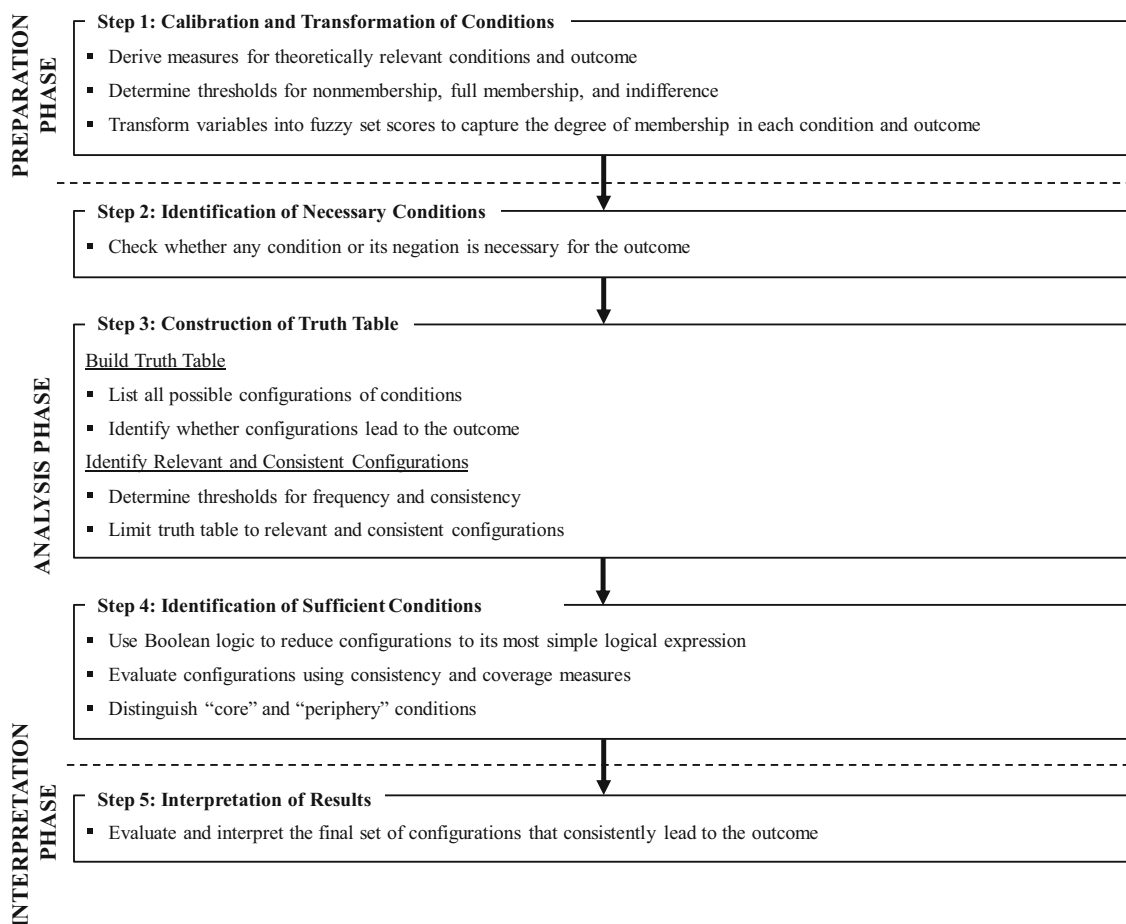 PREPARATION
PHASE
Step 1: Calibration and Transformation of Conditions
▪ Derive measures for theoretically relevant conditions and outcome
▪ Determine thresholds for nonmembership, full membership, and indifference
▪ Transform variables into fuzzy set scores to capture the degree of membership in each condition and outcome
ANALYSIS PHASE
Step 2: Identification of Necessary Conditions
▪ Check whether any condition or its negation is necessary for the outcome
Step 3: Construction of Truth Table
Build Truth Table
▪ List all possible configurations of conditions
▪ Identify whether configurations lead to the outcome
Identify Relevant and Consistent Configurations
▪ Determine thresholds for frequency and consistency
▪ Limit truth table to relevant and consistent configurations
Step 4: Identification of Sufficient Conditions
▪ Use Boolean logic to reduce configurations to its most simple logical expression
▪ Evaluate configurations using consistency and coverage measures
▪ Distinguish “core” and “periphery” conditions
INTERPRETATION
PHASE
Step 5: Interpretation of Results
▪ Evaluate and interpret the final set of configurations that consistently lead to the outcome